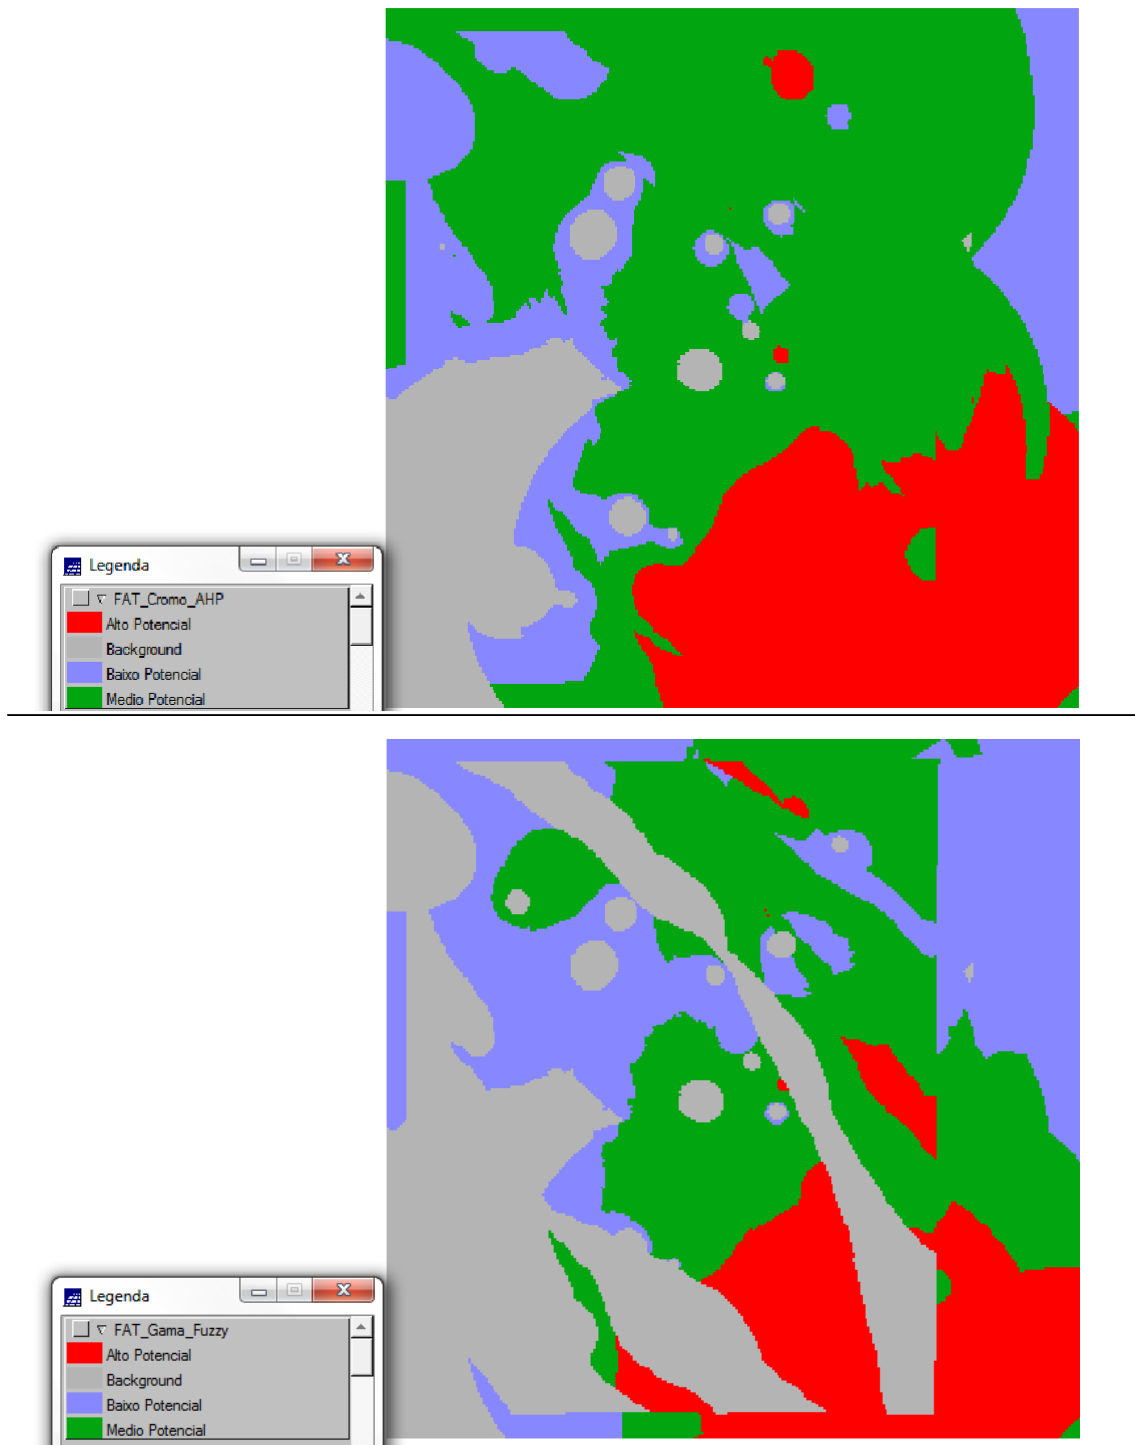 Legenda
FAT_Cromo_AHP
Alto Potencial
Background
Baixo Potencial
Medio Potencial
Legenda
FAT_Gama_Fuzzy
Alto Potencial
Background
Baixo Potencial
Medio Potencial